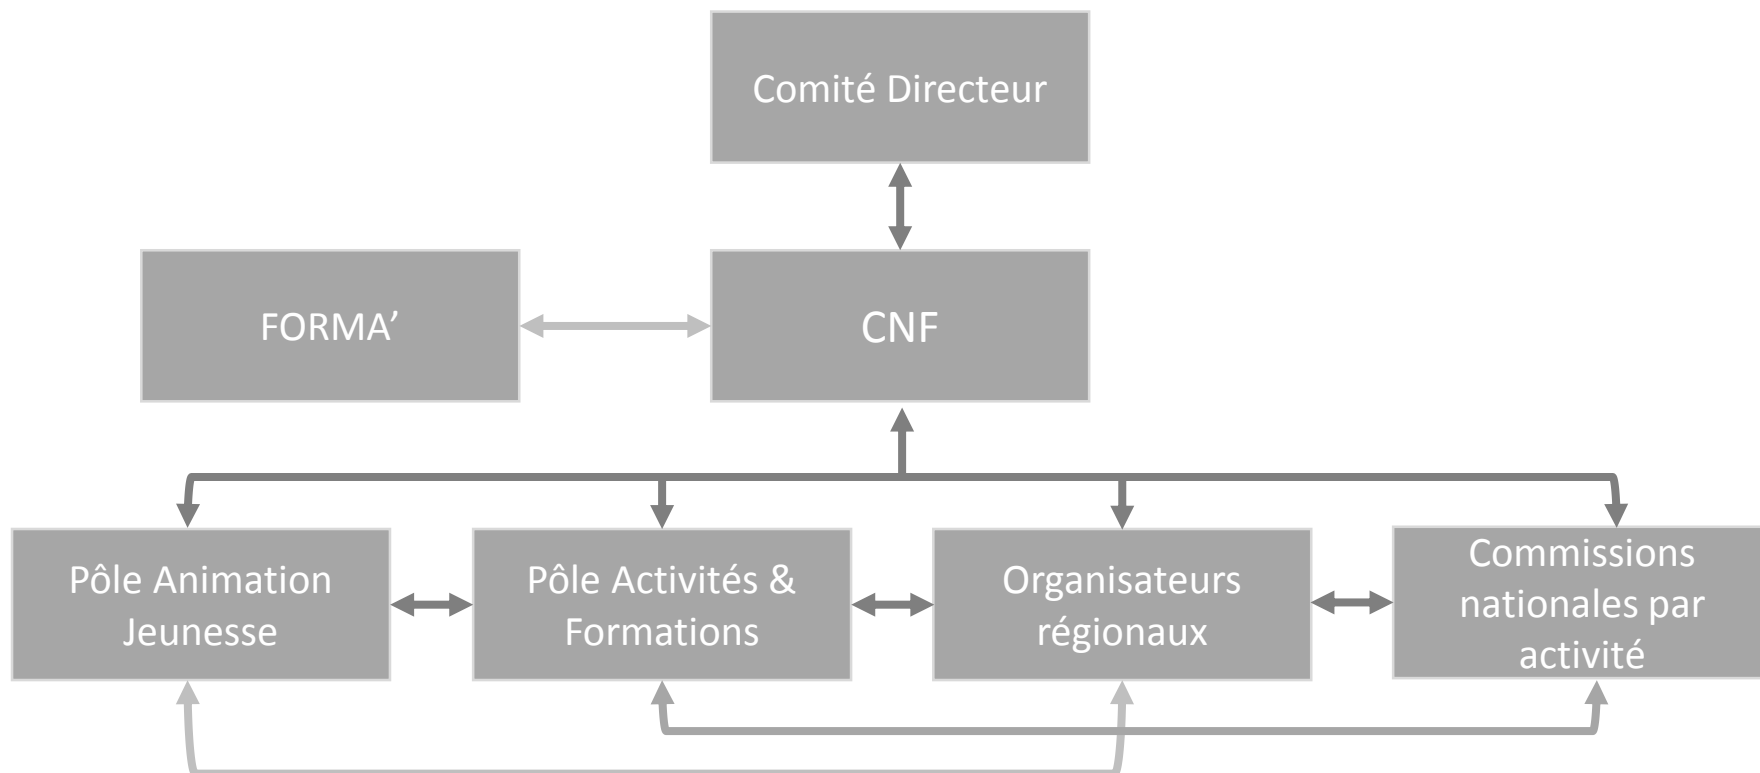 Comité Directeur
FORMA’
CNF
Pôle Animation
Jeunesse
Pôle Activités &
Formations
Organisateurs
régionaux
Commissions
nationales par
activité